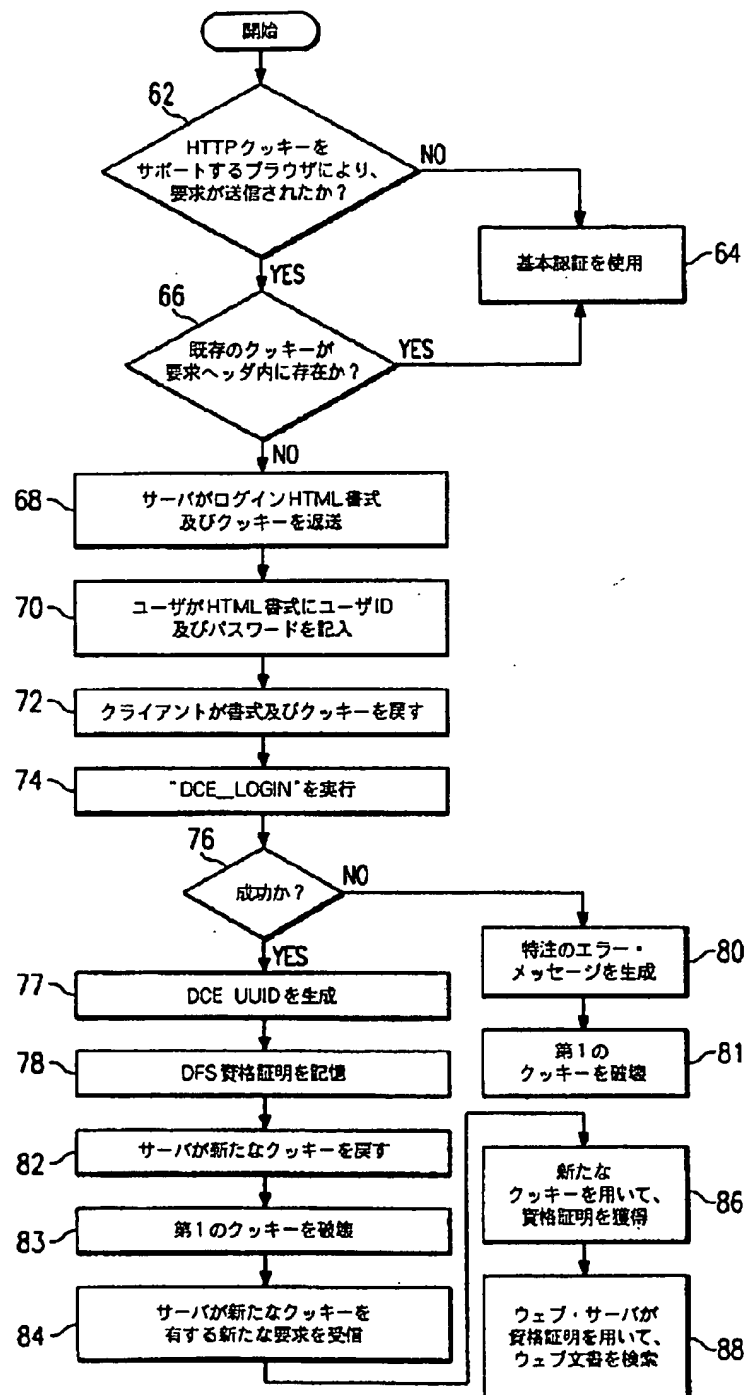 開始
62
HTTPクッキーを
サポートするブラウザにより、
要求が送信されたか？
NO
YES
基本認証を使用
64
66
既存のクッキーが
要求ヘッダ内に存在か？
YES
NO
68
サーバがログインHTML書式
及びクッキーを返送
70
ユーザがHTML書式にユーザID
及びパスワードを記入
72
クライアントが書式及びクッキーを戻す
74
"DCE__LOGIN"を実行
76
成功か？
NO
YES
特注のエラー・
メッセージを生成
80
77
DCE UUIDを生成
第1の
クッキーを破壊
81
78
DFS資格証明を記憶
82
サーバが新たなクッキーを戻す
83
第1のクッキーを破壊
84
サーバが新たなクッキーを
有する新たな要求を受信
新たな
クッキーを用いて、
資格証明を獲得
86
ウェブ・サーバが
資格証明を用いて、
ウェブ文書を検索
88